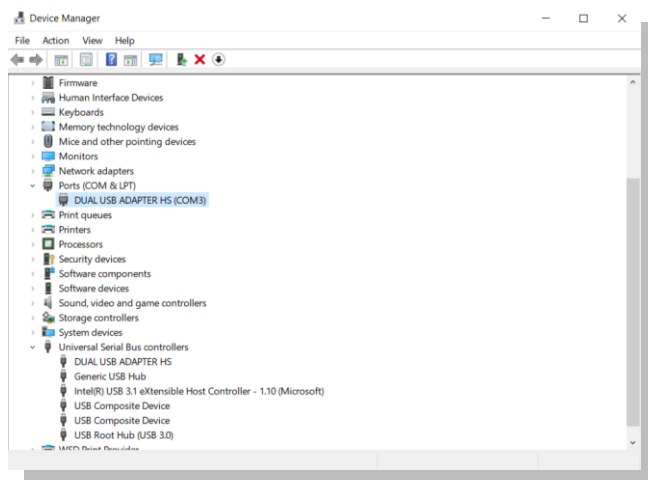 Device Manager
File Action View Help
Firmware
Human Interface Devices
Keyboards
Memory technology devices
Mice and other pointing devices
Monitors
Network adapters
Ports (COM & LPT)
DUAL USB ADAPTER HS (COM3)
Print queues
Printers
Processors
Security devices
Software components
Software devices
Sound, video and game controllers
Storage controllers
System devices
Universal Serial Bus controllers
DUAL USB ADAPTER HS
Generic USB Hub
Intel(R) USB 3.1 eXtensible Host Controller - 1.10 (Microsoft)
USB Composite Device
USB Composite Device
USB Root Hub (USB 3.0)
WSD Print Provider